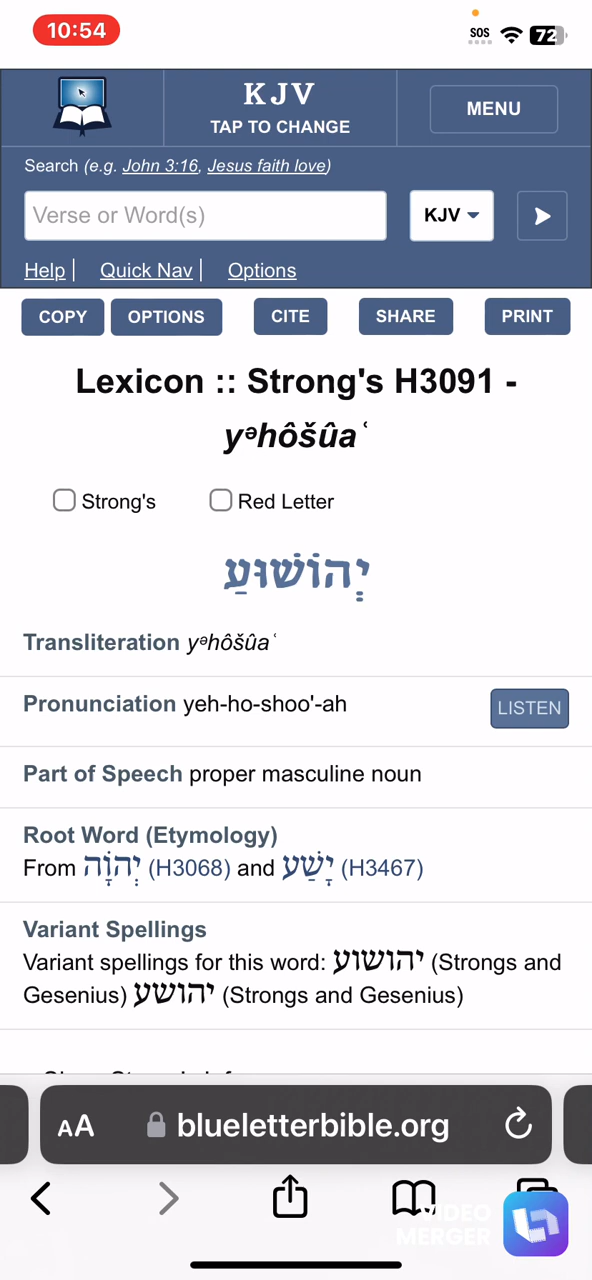 10:54
SOS
72
KJV
TAP TO CHANGE
MENU
Search (e.g. John 3:16, Jesus faith love)
Verse or Word(s)
KJV
Help | Quick Nav | Options
COPY OPTIONS CITE SHARE PRINT
Lexicon :: Strong's H3091 -
yᵊhôšûaʿ
Strong's Red Letter
יְהוֹשׁוּעַ
Transliteration yᵊhôšûaʿ
Pronunciation yeh-ho-shoo'-ah
LISTEN
Part of Speech proper masculine noun
Root Word (Etymology)
From יְהֹוָה (H3068) and יָשַׁע (H3467)
Variant Spellings
Variant spellings for this word: יהושוע (Strongs and
Gesenius) יהושע (Strongs and Gesenius)
AA blueletterbible.org
VIDEO
MERGER